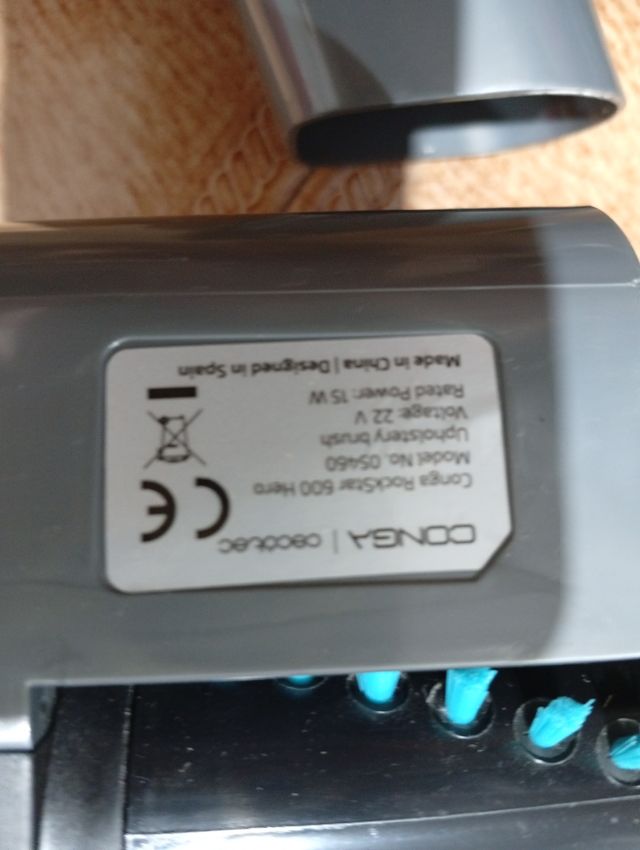 CONGA | cecotec
Conga RockStar 600 Hero
Model No. 05460
Upholstery brush
Voltage: 22 V
Rated Power: 15 W
Made in China | Designed in Spain
CE